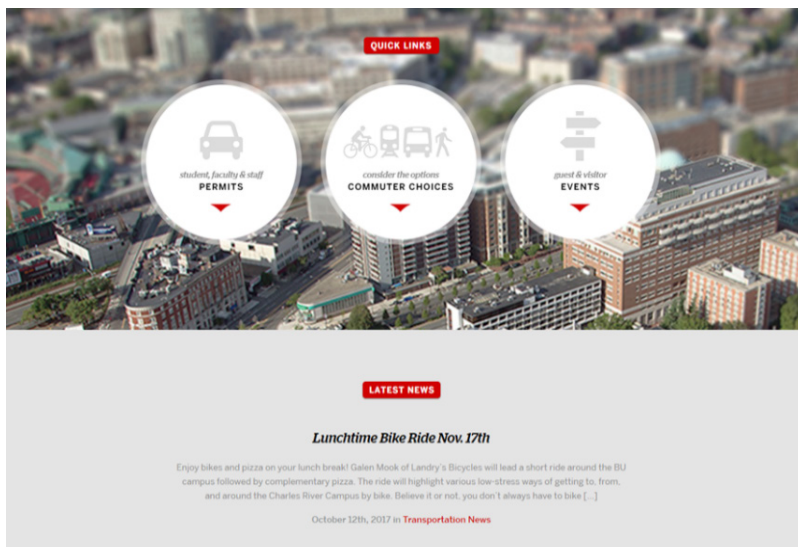 QUICK LINKS
student, faculty & staff
PERMITS
consider the options
COMMUTER CHOICES
guest & visitor
EVENTS
LATEST NEWS
Lunchtime Bike Ride Nov. 17th
Enjoy bikes and pizza on your lunch break! Galen Mook of Landry's Bicycles will lead a short ride around the BU
campus followed by complementary pizza. The ride will highlight various low-stress ways of getting to, from,
and around the Charles River Campus by bike. Believe it or not, you don't always have to bike [...]
October 12th, 2017 in Transportation News